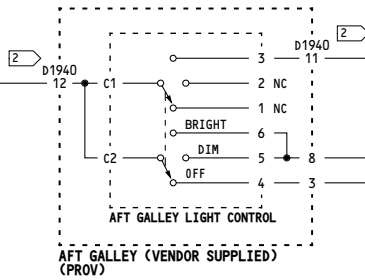 2
2
D1940
3
D1940
11
12
C1
2 NC
1 NC
BRIGHT
6
DIM
C2
5
8
OFF
4
3
AFT GALLEY LIGHT CONTROL
AFT GALLEY (VENDOR SUPPLIED)
(PROV)